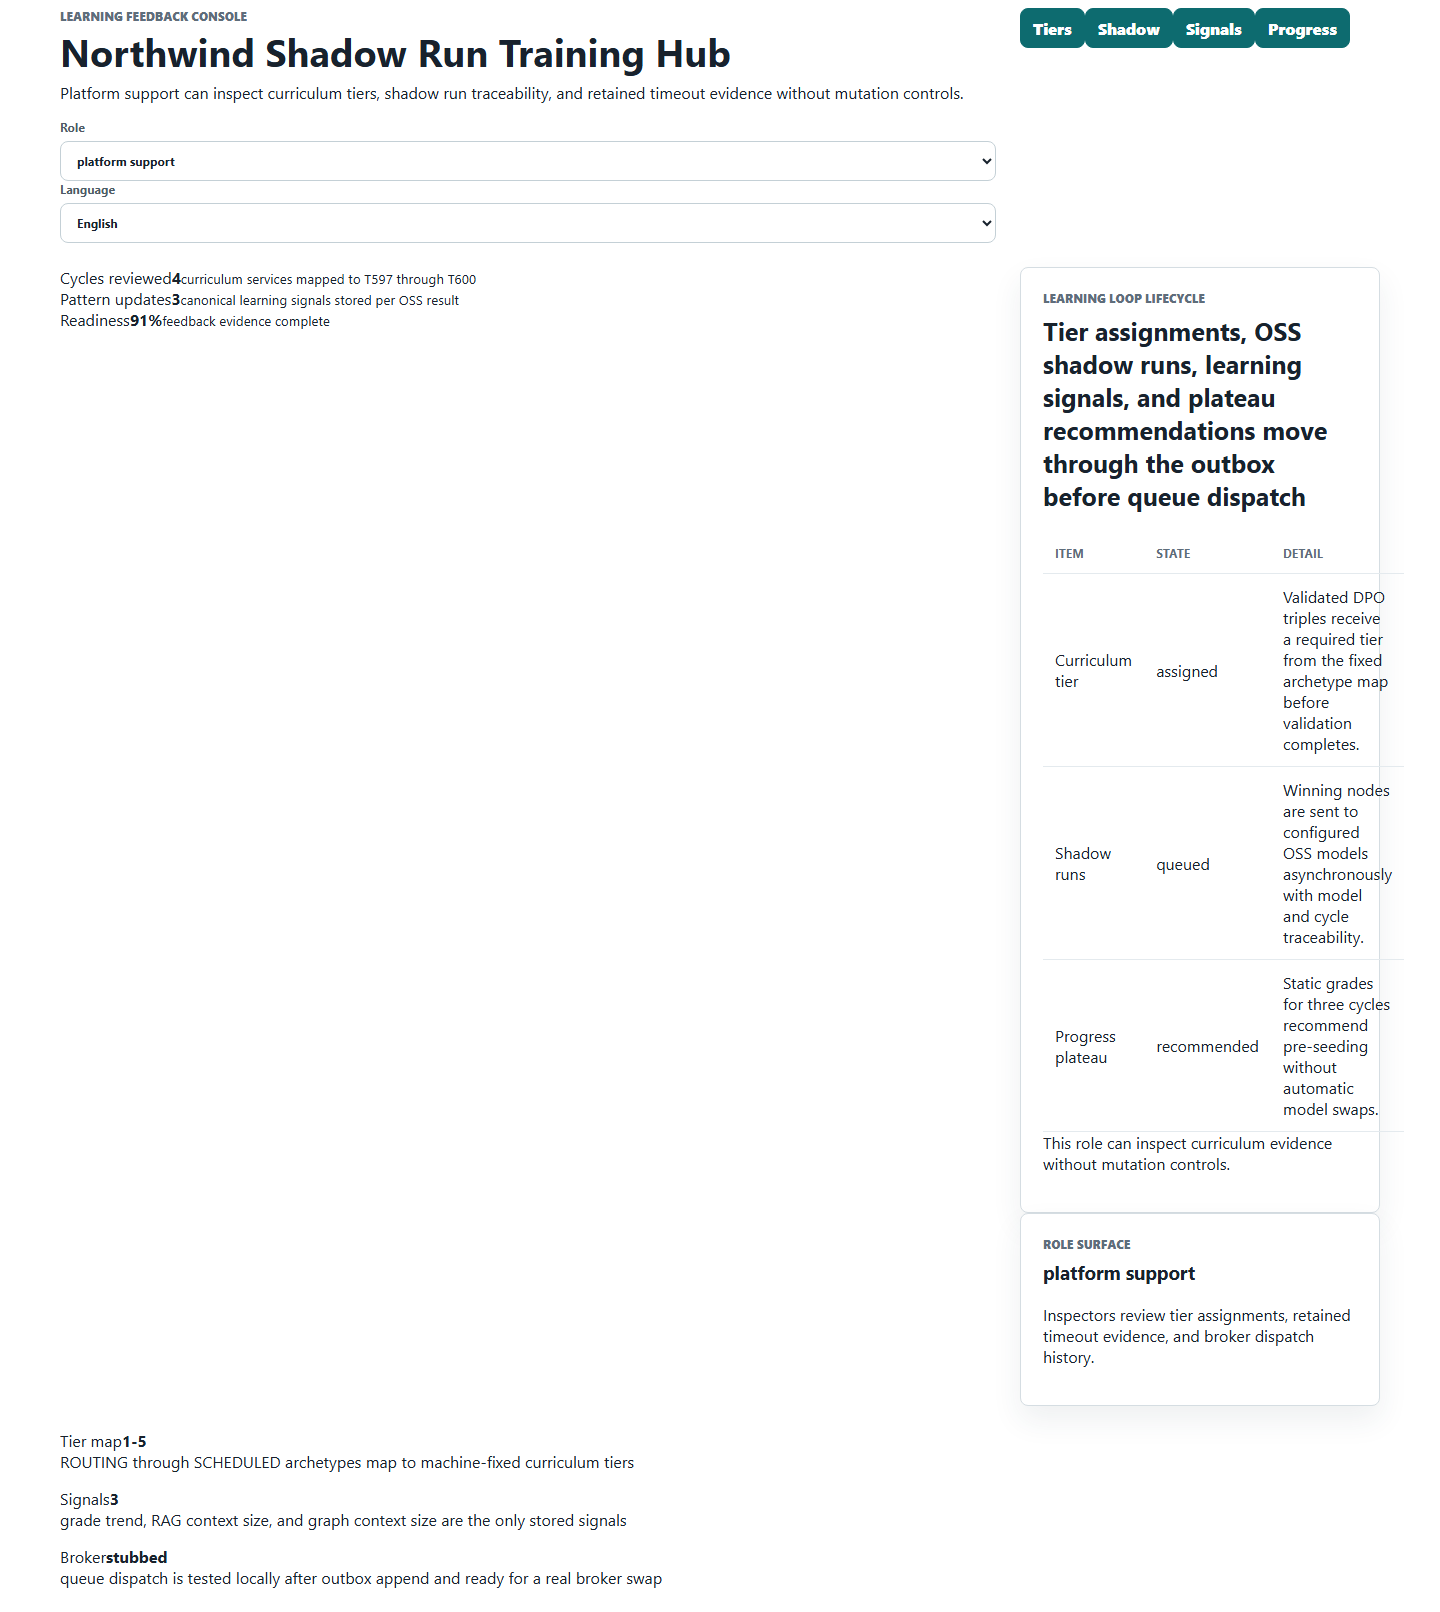 LEARNING FEEDBACK CONSOLE
Northwind Shadow Run Training Hub
Platform support can inspect curriculum tiers, shadow run traceability, and retained timeout evidence without mutation controls.
Tiers Shadow Signals Progress
Role
platform support
Language
English
Cycles reviewed4curriculum services mapped to T597 through T600
Pattern updates3canonical learning signals stored per OSS result
Readiness91%feedback evidence complete
LEARNING LOOP LIFECYCLE
Tier assignments, OSS
shadow runs, learning
signals, and plateau
recommendations move
through the outbox
before queue dispatch
ITEM STATE DETAIL
Curriculum
tier
assigned
Validated DPO
triples receive
a required tier
from the fixed
archetype map
before
validation
completes.
Shadow
runs
queued
Winning nodes
are sent to
configured
OSS models
asynchronously
with model
and cycle
traceability.
Progress
plateau
recommended
Static grades
for three cycles
recommend
pre-seeding
without
automatic
model swaps.
This role can inspect curriculum evidence
without mutation controls.
ROLE SURFACE
platform support
Inspectors review tier assignments, retained
timeout evidence, and broker dispatch
history.
Tier map1-5
ROUTING through SCHEDULED archetypes map to machine-fixed curriculum tiers
Signals3
grade trend, RAG context size, and graph context size are the only stored signals
Brokerstubbed
queue dispatch is tested locally after outbox append and ready for a real broker swap